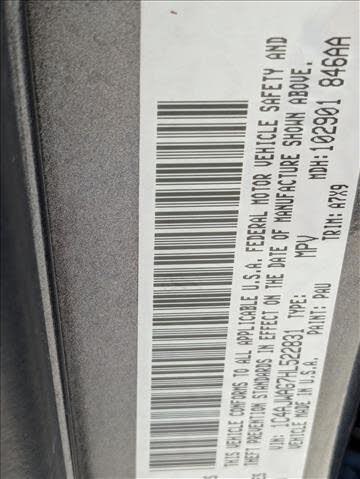 THIS VEHICLE CONFORMS TO ALL APPLICABLE U.S.A. FEDERAL MOTOR VEHICLE SAFETY AND
THEFT PREVENTION STANDARDS IN EFFECT ON THE DATE OF MANUFACTURE SHOWN ABOVE.
VIN: 1C4AJWAG7HL522831 TYPE: MPV MDH: 102901 846AA
VEHICLE MADE IN U.S.A. PAINT: PAU TRIM: A7X9